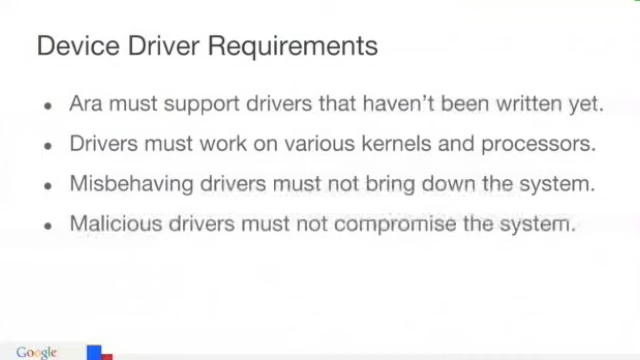 Device Driver Requirements
• Ara must support drivers that haven't been written yet.
• Drivers must work on various kernels and processors.
• Misbehaving drivers must not bring down the system.
• Malicious drivers must not compromise the system.
Google